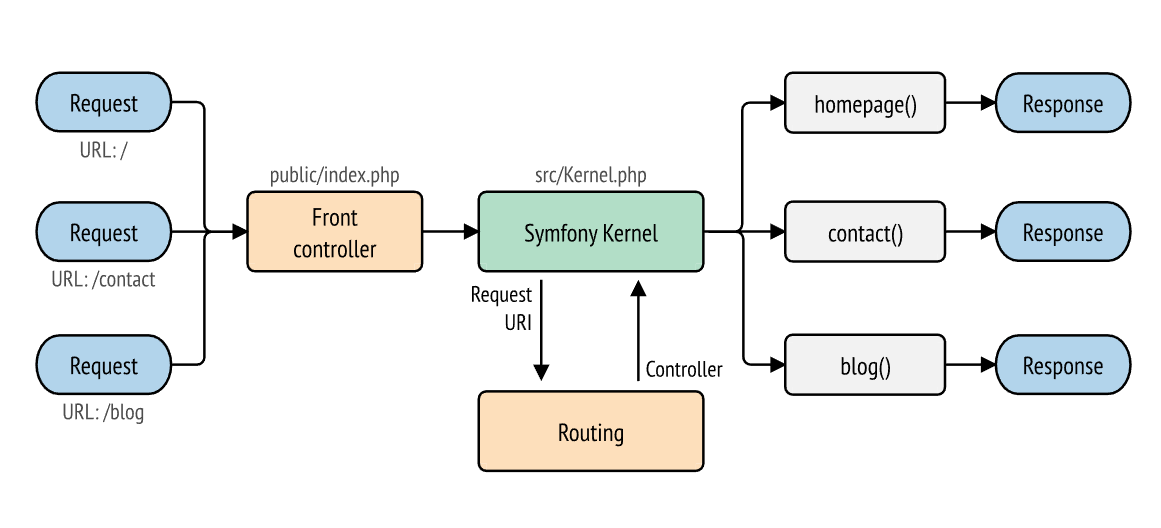 Request
URL: /
Request
URL: /contact
Request
URL: /blog
public/index.php
Front
controller
src/Kernel.php
Symfony Kernel
Request
URI
Controller
Routing
homepage()
Response
contact()
Response
blog()
Response